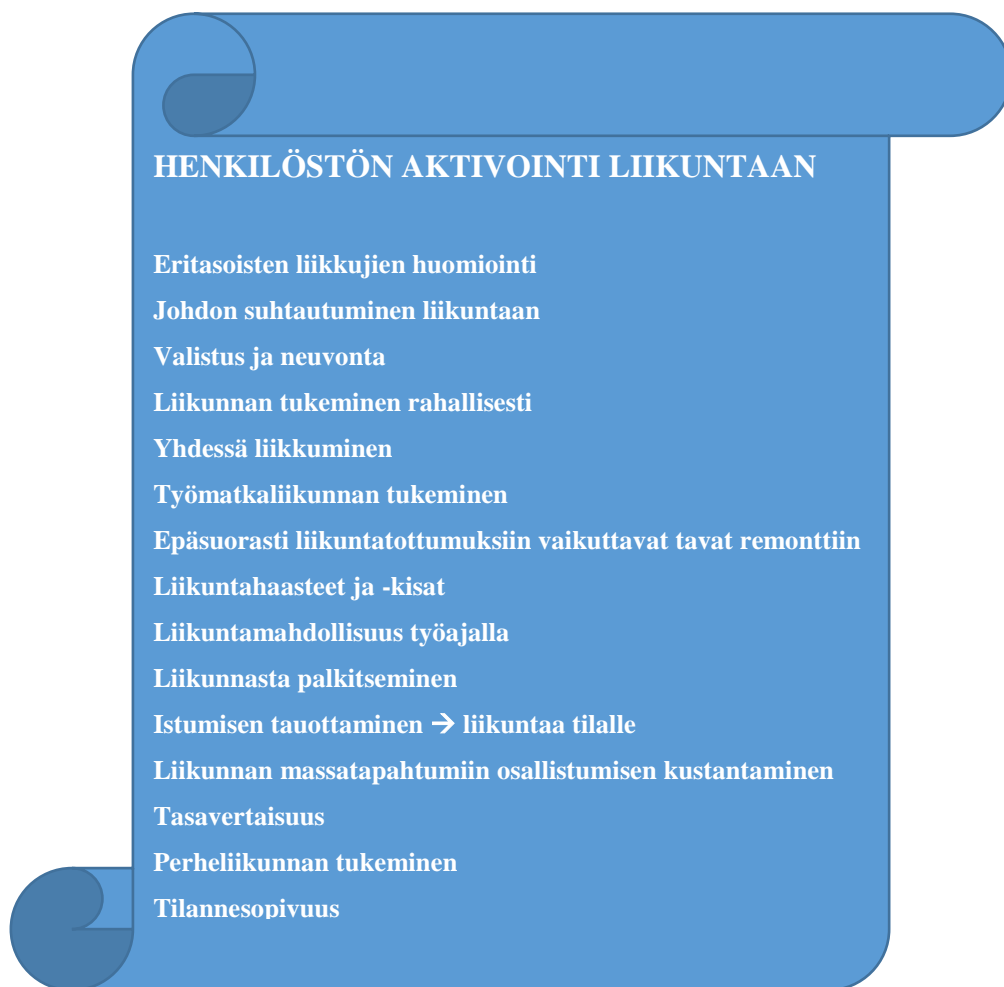 HENKILÖSTÖN AKTIVOINTI LIIKUNTAAN
Eritasoisten liikkujien huomiointi
Johdon suhtautuminen liikuntaan
Valistus ja neuvonta
Liikunnan tukeminen rahallisesti
Yhdessä liikkuminen
Työmatkaliikunnan tukeminen
Epäsuorasti liikuntatottumuksiin vaikuttavat tavat remonttiin
Liikuntahaasteet ja -kisat
Liikuntamahdollisuus työajalla
Liikunnasta palkitseminen
Istumisen tauottaminen → liikuntaa tilalle
Liikunnan massatapahtumiin osallistumisen kustantaminen
Tasavertaisuus
Perheliikunnan tukeminen
Tilannesopivuus